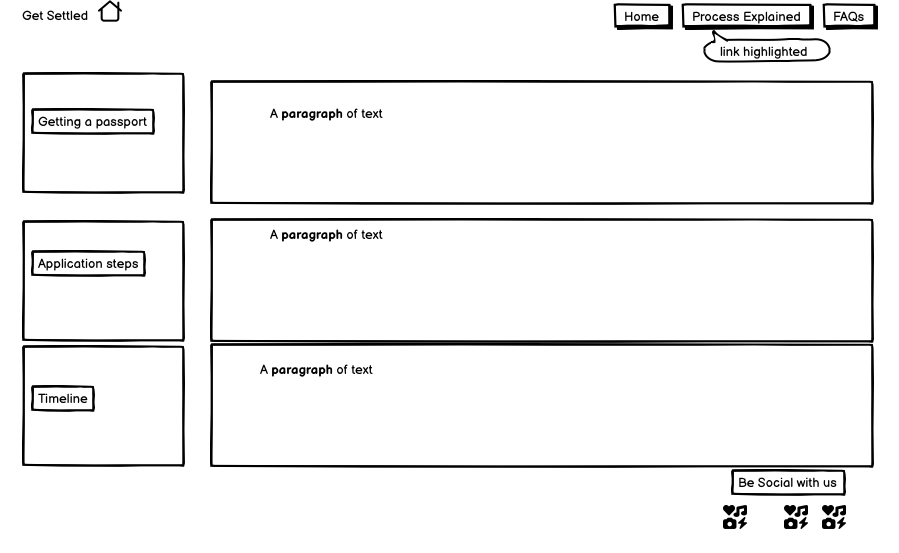 Get Settled
Home
Process Explained
FAQs
link highlighted
Getting a passport
A paragraph of text
Application steps
A paragraph of text
Timeline
A paragraph of text
Be Social with us